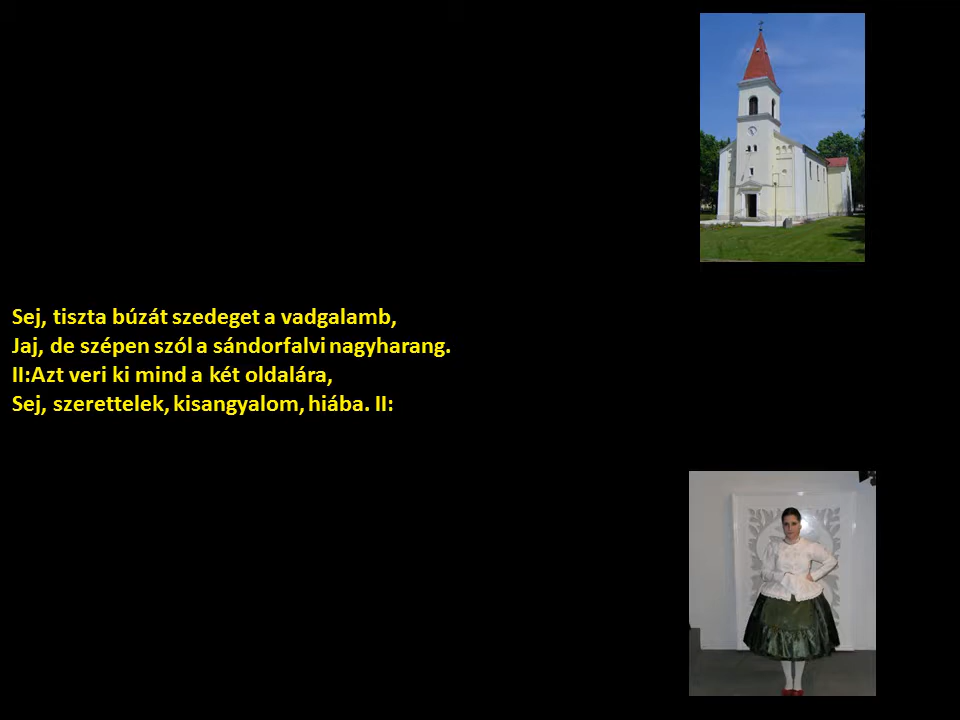 Sej, tiszta búzát szedeget a vadgalamb,
Jaj, de szépen szól a sándorfalvi nagyharang.
II:Azt veri ki mind a két oldalára,
Sej, szerettelek, kisangyalom, hiába. II: